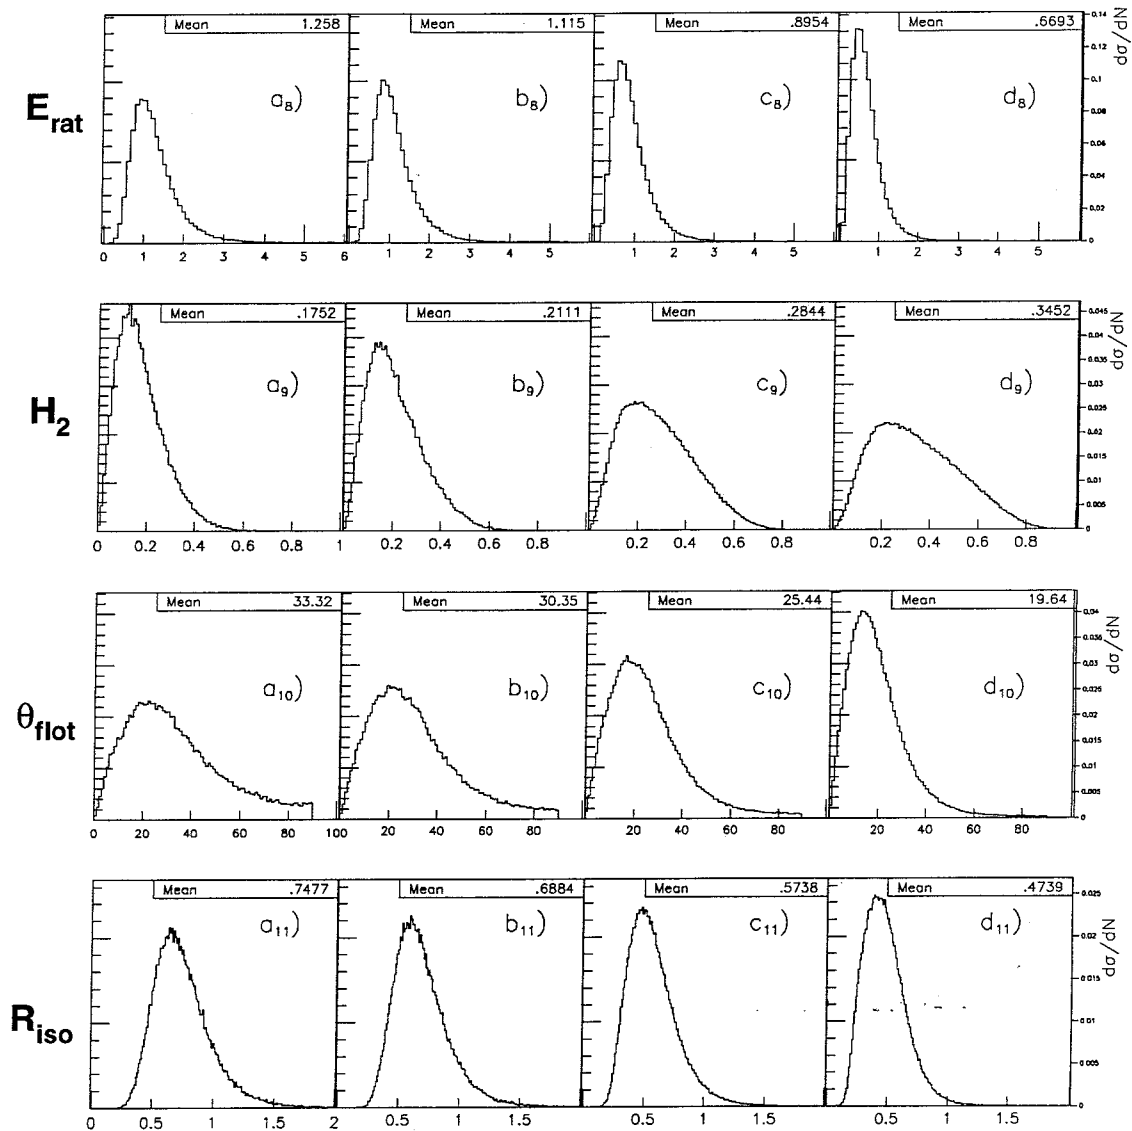 Mean 1.258 Mean 1.115 Mean .8954 Mean .6693
0.14
0.12
0.1
0.08
0.06
0.04
0.02
0
dσ/dN
E_rat
a_8) b_8) c_8) d_8)
0 1 2 3 4 5 6 1 2 3 4 5 1 2 3 4 5 1 2 3 4 5
Mean .1752 Mean .2111 Mean .2844 Mean .3452
0.045
0.04
0.035
0.03
0.025
0.02
0.015
0.01
0.005
0
dσ/dN
H_2
a_9) b_9) c_9) d_9)
0 0.2 0.4 0.6 0.8 1 0.2 0.4 0.6 0.8 0.2 0.4 0.6 0.8 0.2 0.4 0.6 0.8
Mean 33.32 Mean 30.35 Mean 25.44 Mean 19.64
0.04
0.035
0.03
0.025
0.02
0.015
0.01
0.005
0
dσ/dN
θ_flot
a_10) b_10) c_10) d_10)
0 20 40 60 80 100 20 40 60 80 20 40 60 80 20 40 60 80
Mean .7477 Mean .6884 Mean .5738 Mean .4739
0.025
0.02
0.015
0.01
0.005
0
dσ/dN
R_iso
a_11) b_11) c_11) d_11)
0 0.5 1 1.5 2 0.5 1 1.5 0.5 1 1.5 0.5 1 1.5